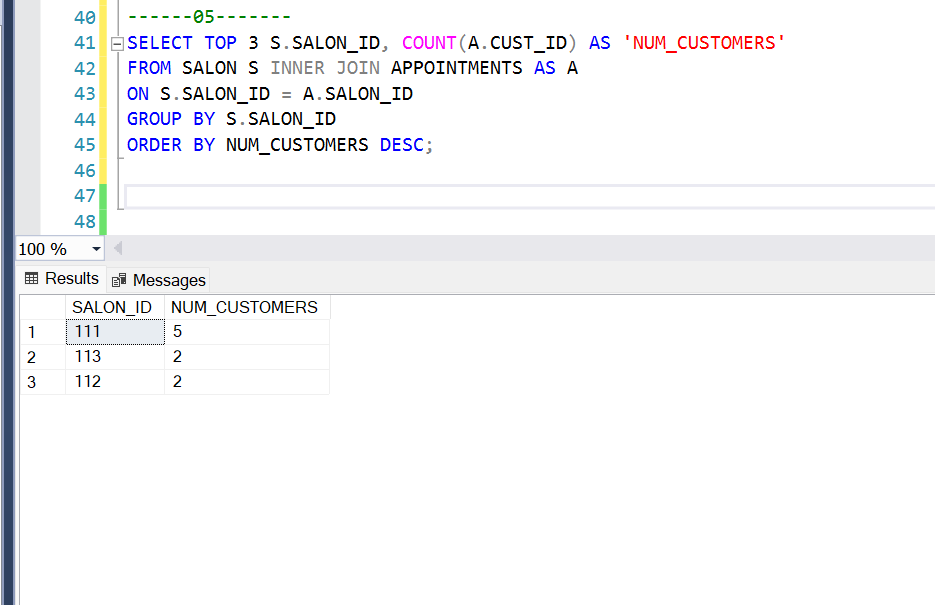 40 ------05-------
41 SELECT TOP 3 S.SALON_ID, COUNT(A.CUST_ID) AS 'NUM_CUSTOMERS'
42 FROM SALON S INNER JOIN APPOINTMENTS AS A
43 ON S.SALON_ID = A.SALON_ID
44 GROUP BY S.SALON_ID
45 ORDER BY NUM_CUSTOMERS DESC;
46
47
48
100 %
Results Messages
SALON_ID NUM_CUSTOMERS
1 111 5
2 113 2
3 112 2